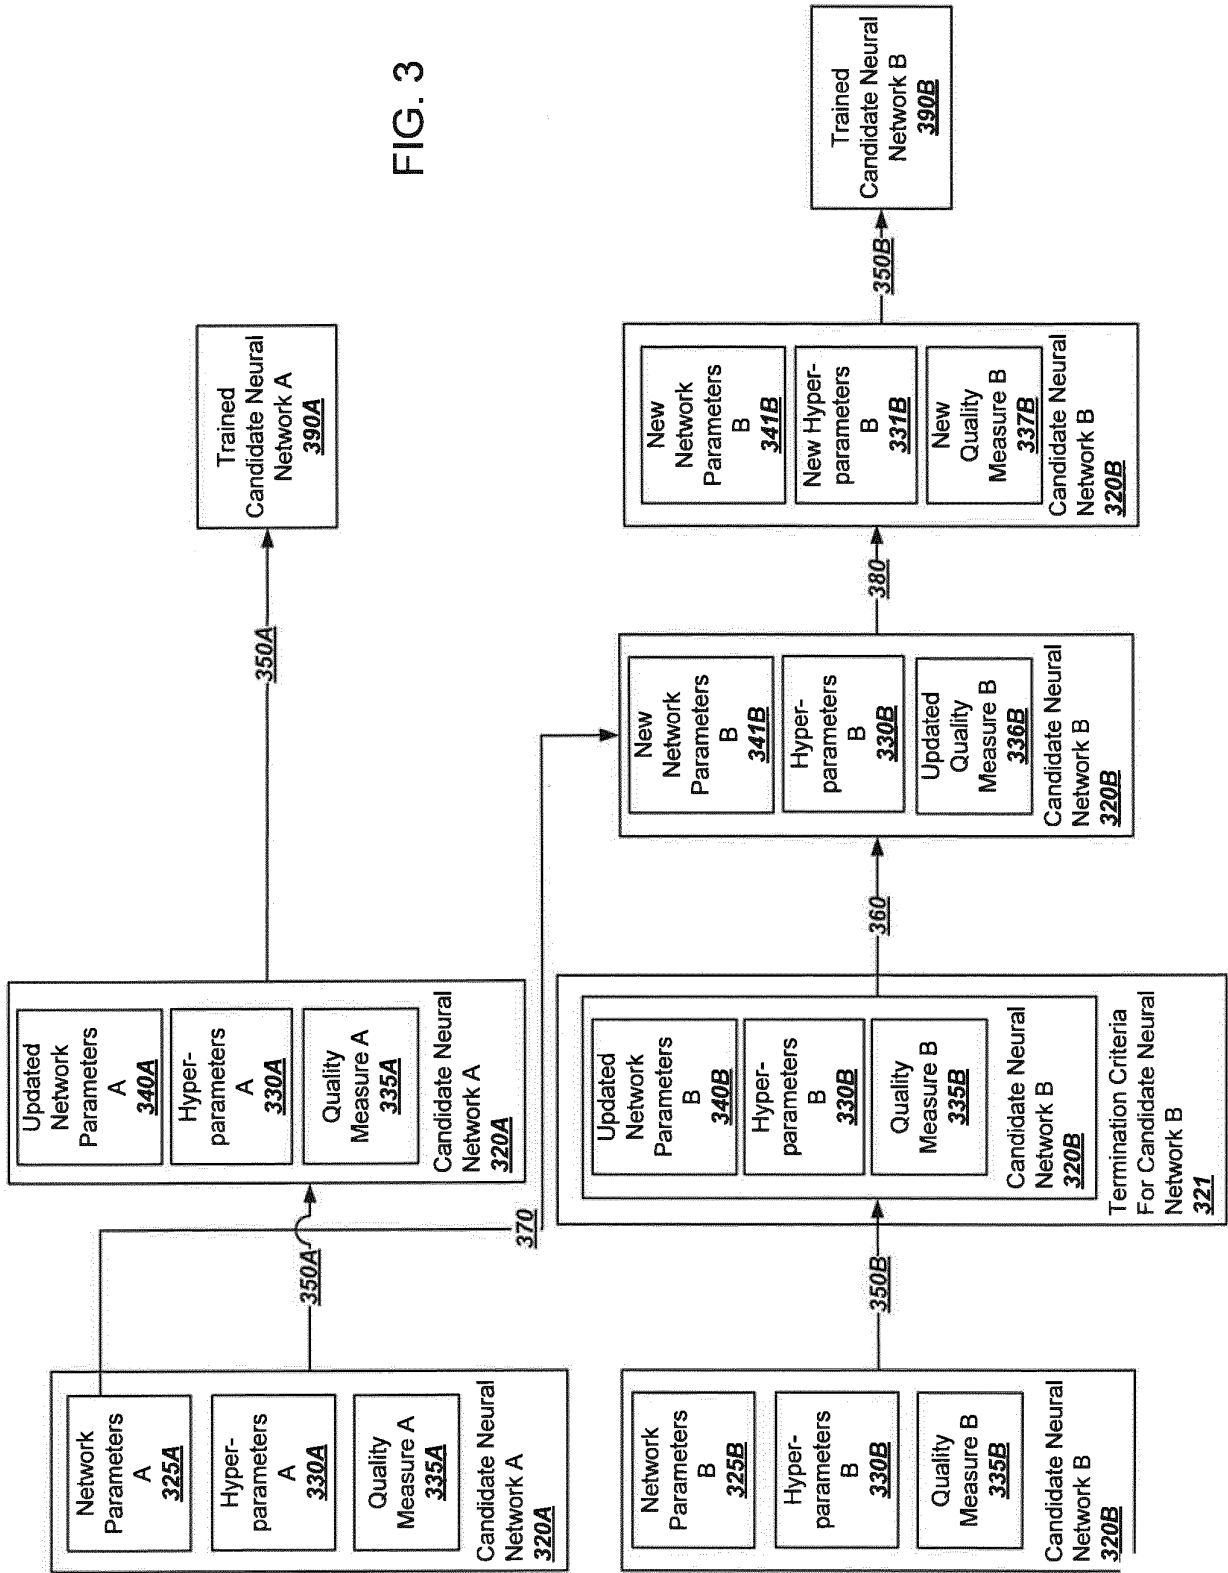 Network
Parameters
A
325A
Hyper-
parameters
A
330A
Quality
Measure A
335A
Candidate Neural
Network A
320A
350A
370
Updated
Network
Parameters
A
340A
Hyper-
parameters
A
330A
Quality
Measure A
335A
Candidate Neural
Network A
320A
350A
Trained
Candidate Neural
Network A
390A
FIG. 3
Network
Parameters
B
325B
Hyper-
parameters
B
330B
Quality
Measure B
335B
Candidate Neural
Network B
320B
350B
Updated
Network
Parameters
B
340B
Hyper-
parameters
B
330B
Quality
Measure B
335B
Candidate Neural
Network B
320B
Termination Criteria
For Candidate Neural
Network B
321
360
New
Network
Parameters
B
341B
Hyper-
parameters
B
330B
Updated
Quality
Measure B
336B
Candidate Neural
Network B
320B
380
New
Network
Parameters
B
341B
New Hyper-
parameters
B
331B
New
Quality
Measure B
337B
Candidate Neural
Network B
320B
350B
Trained
Candidate Neural
Network B
390B